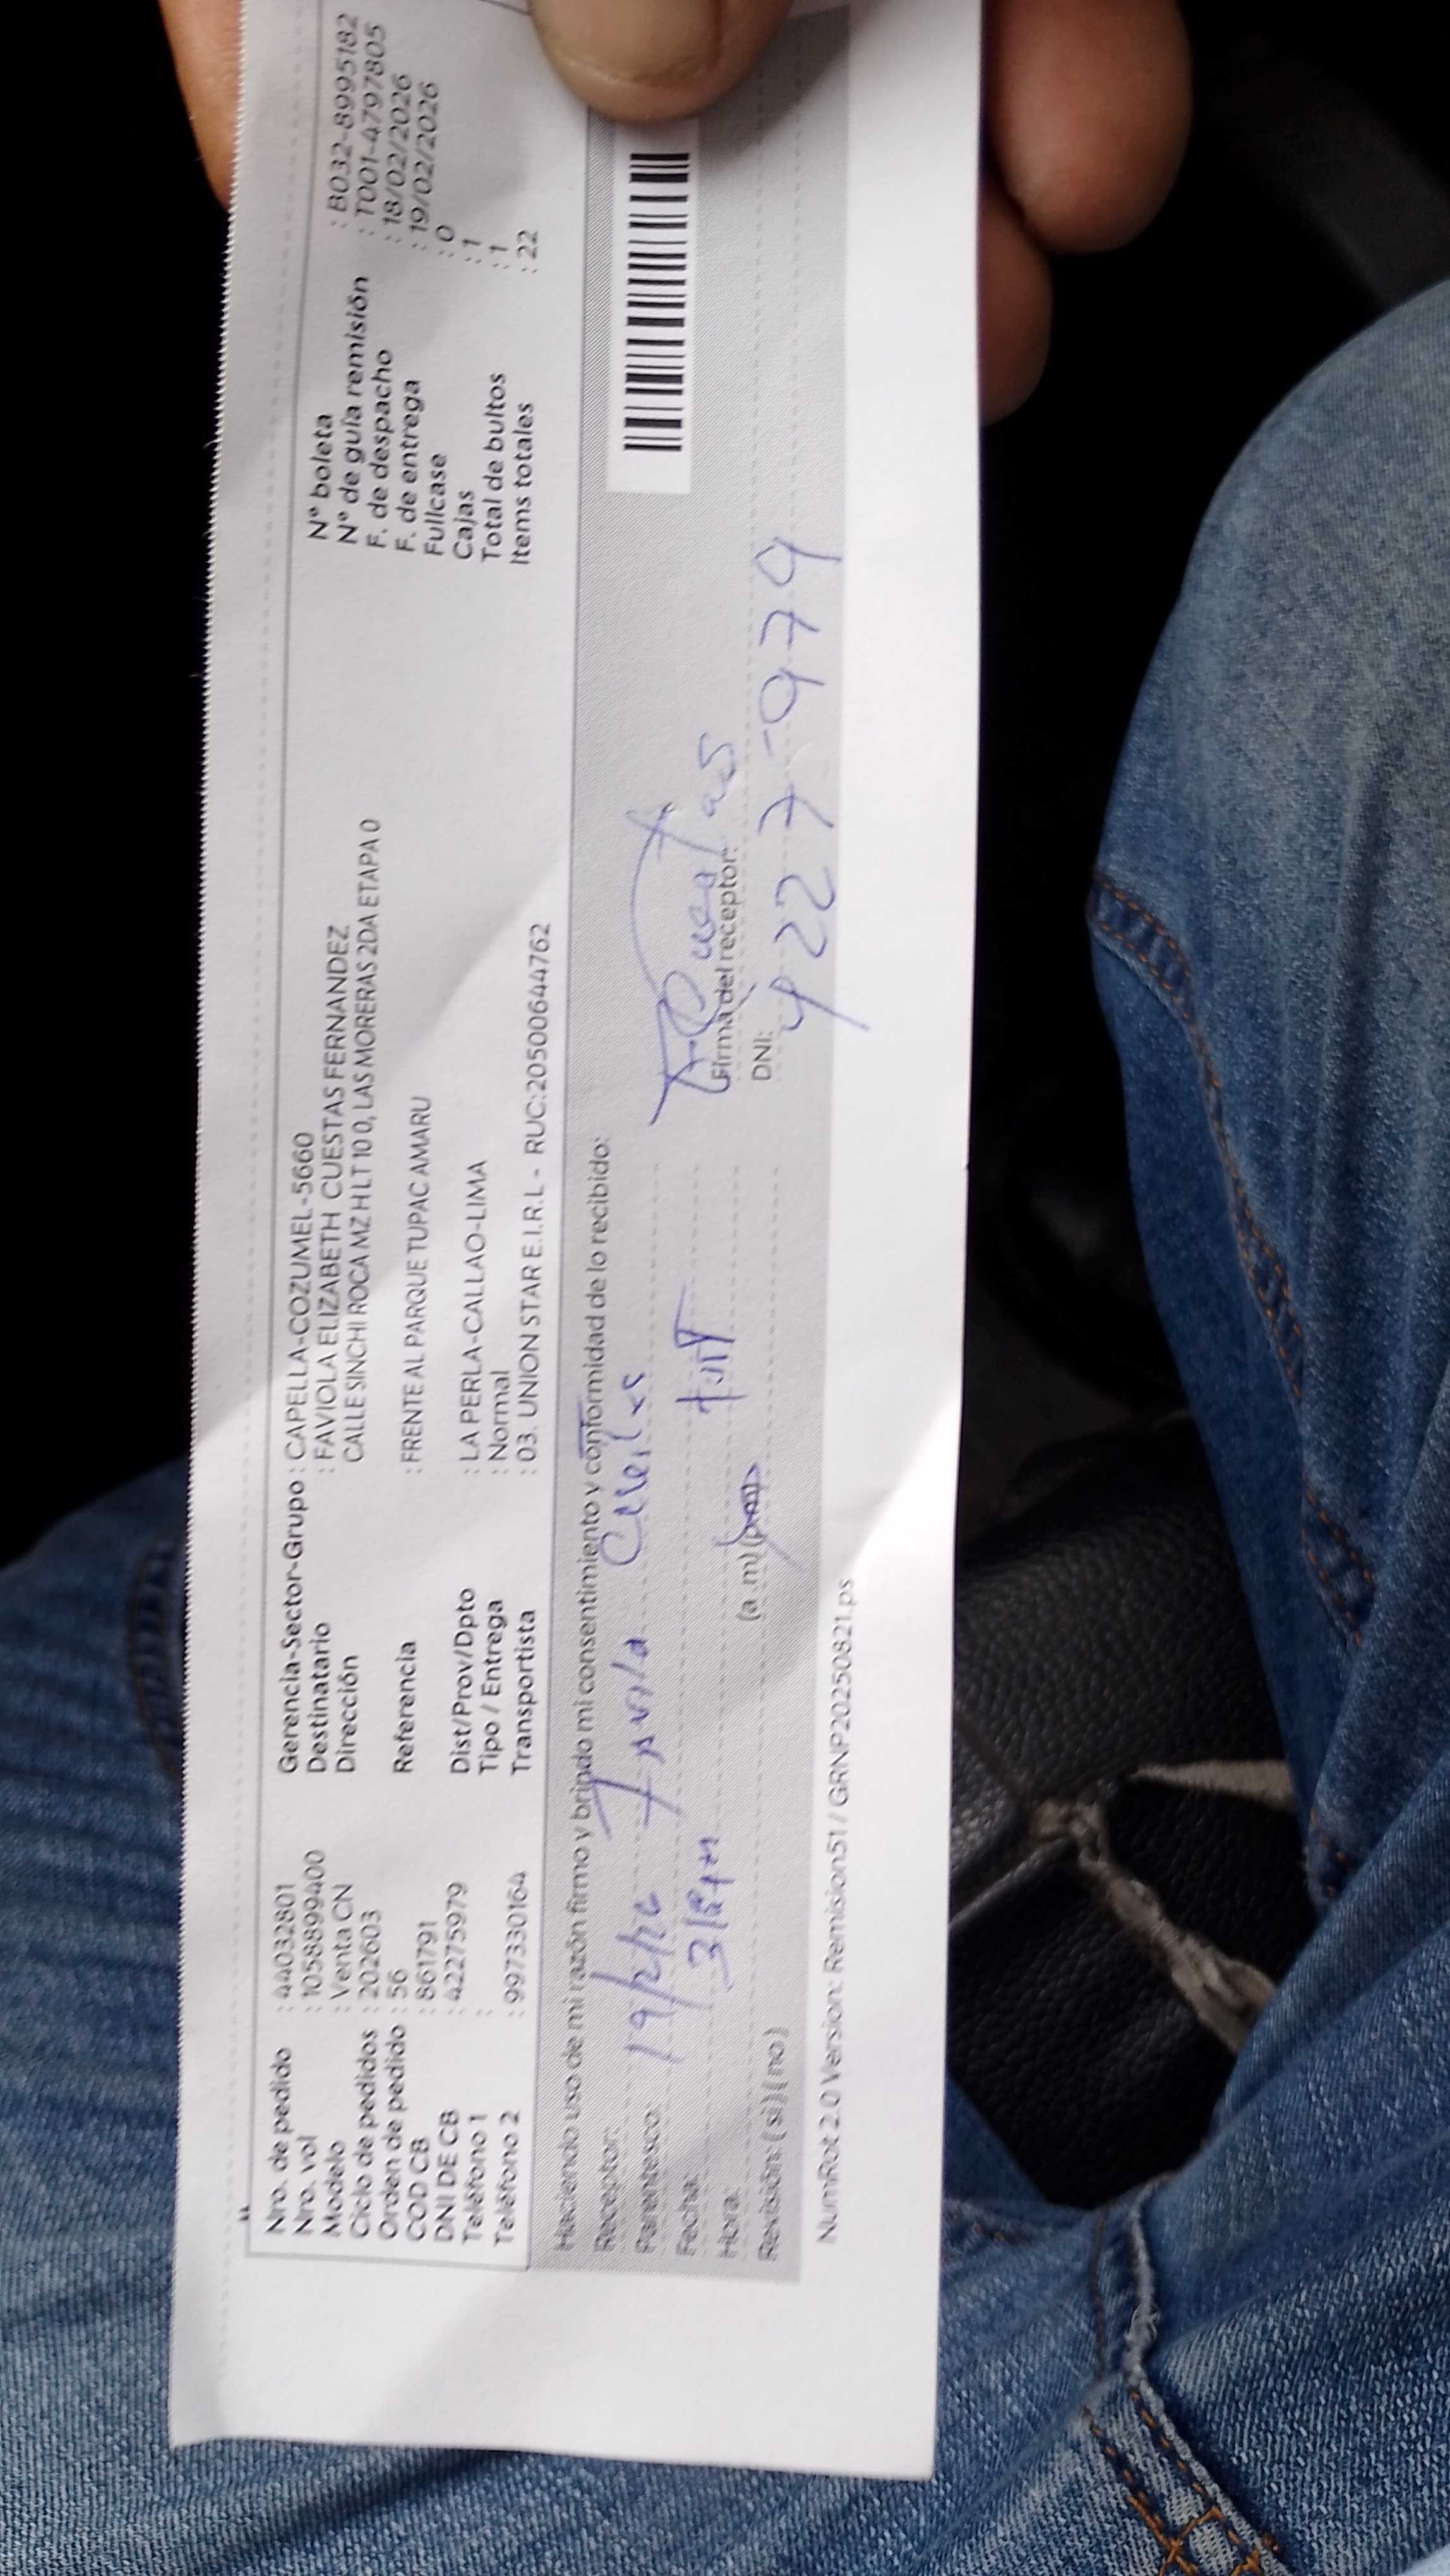 Nro. de pedido : 44032801 Gerencia-Sector-Grupo : CAPELLA-COZUMEL-5660 N° boleta : B032-8995182
Nro. vol : 1058899400 Destinatario : FAVIOLA ELIZABETH CUESTAS FERNANDEZ N° de guía remisión : T001-4797805
Modelo : Venta CN Dirección CALLE SINCHI ROCA MZ H LT 10 0, LAS MORERAS 2DA ETAPA 0 F. de despacho : 18/02/2026
Ciclo de pedidos : 202603 F. de entrega : 19/02/2026
Orden de pedido : 56 Referencia : FRENTE AL PARQUE TUPAC AMARU Fullcase : 0
COD CB : 861791 Cajas : 1
DNI DE CB : 42275979 Dist/Prov/Dpto : LA PERLA-CALLAO-LIMA Total de bultos : 1
Teléfono 1 : Tipo / Entrega : Normal Items totales : 22
Teléfono 2 : 997330164 Transportista : 03. UNION STAR E.I.R.L - RUC:20500644762
Haciendo uso de mi razón firmo y brindo mi consentimiento y conformidad de lo recibido:
Receptor:
Parentesco: 19/2/26
Fecha: Firma del receptor:
Hora: (a.m) (p.m) DNI:
Revisión: (si) (no)
NumRot 2.0 Version: Remision51 / GRNP20250821.ps